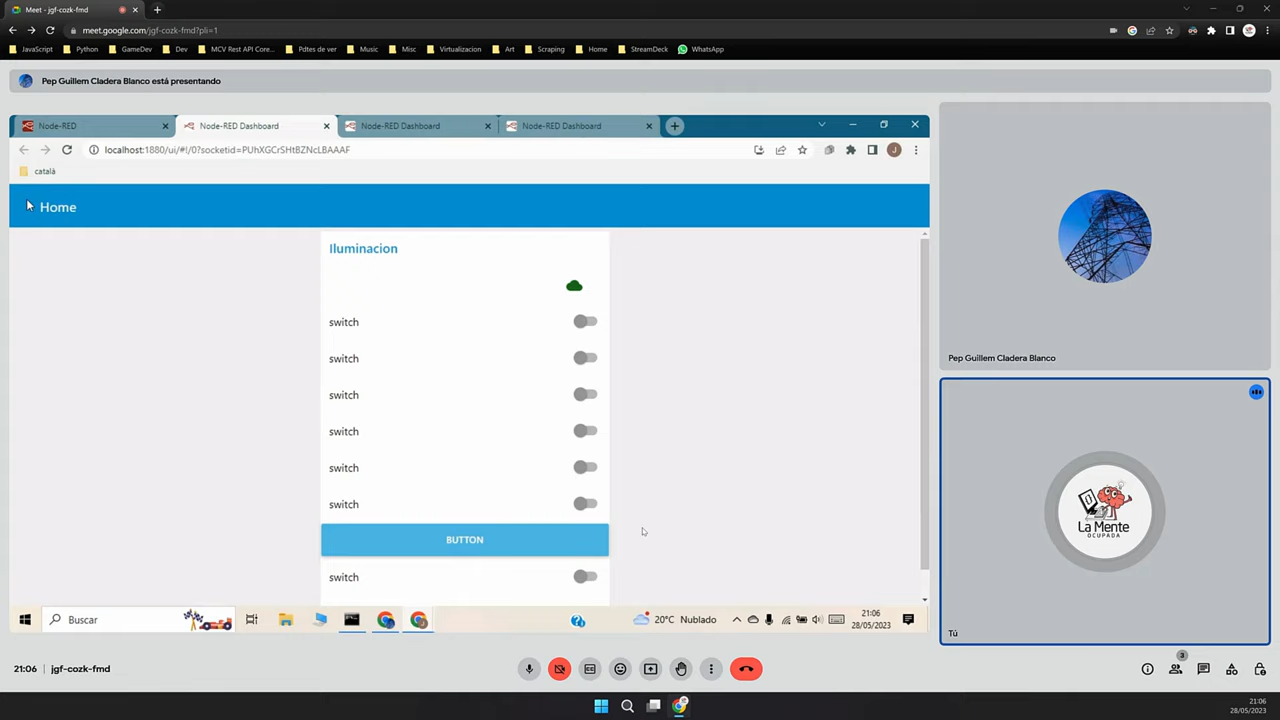 Meet - jgf-cozk-fmd
meet.google.com/jgf-cozk-fmd?pli=1
JavaScript Python GameDev Dev MCV Rest API Core... Pdtes de ver Music Misc Virtualizacion Art Scraping Home StreamDeck WhatsApp
Pep Guillem Cladera Blanco está presentando
Node-RED Node-RED Dashboard Node-RED Dashboard Node-RED Dashboard
localhost:1880/ui/#!/0?socketid=PUhXGCrSHtBZNcLBAAAF
J
català
Home
Iluminacion
switch
switch
switch
switch
switch
switch
BUTTON
switch
Buscar
20°C Nublado
21:06
28/05/2023
Pep Guillem Cladera Blanco
La Mente
OCUPADA
Tú
21:06 | jgf-cozk-fmd
3
21:06
28/05/2023